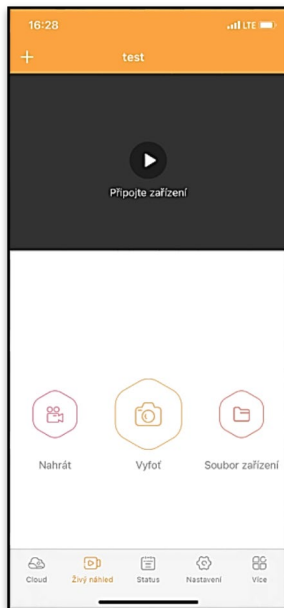 16:28 LTE
+ test
Připojte zařízení
Nahrát Vyfoť Soubor zařízení
Cloud Živý náhled Status Nastavení Více